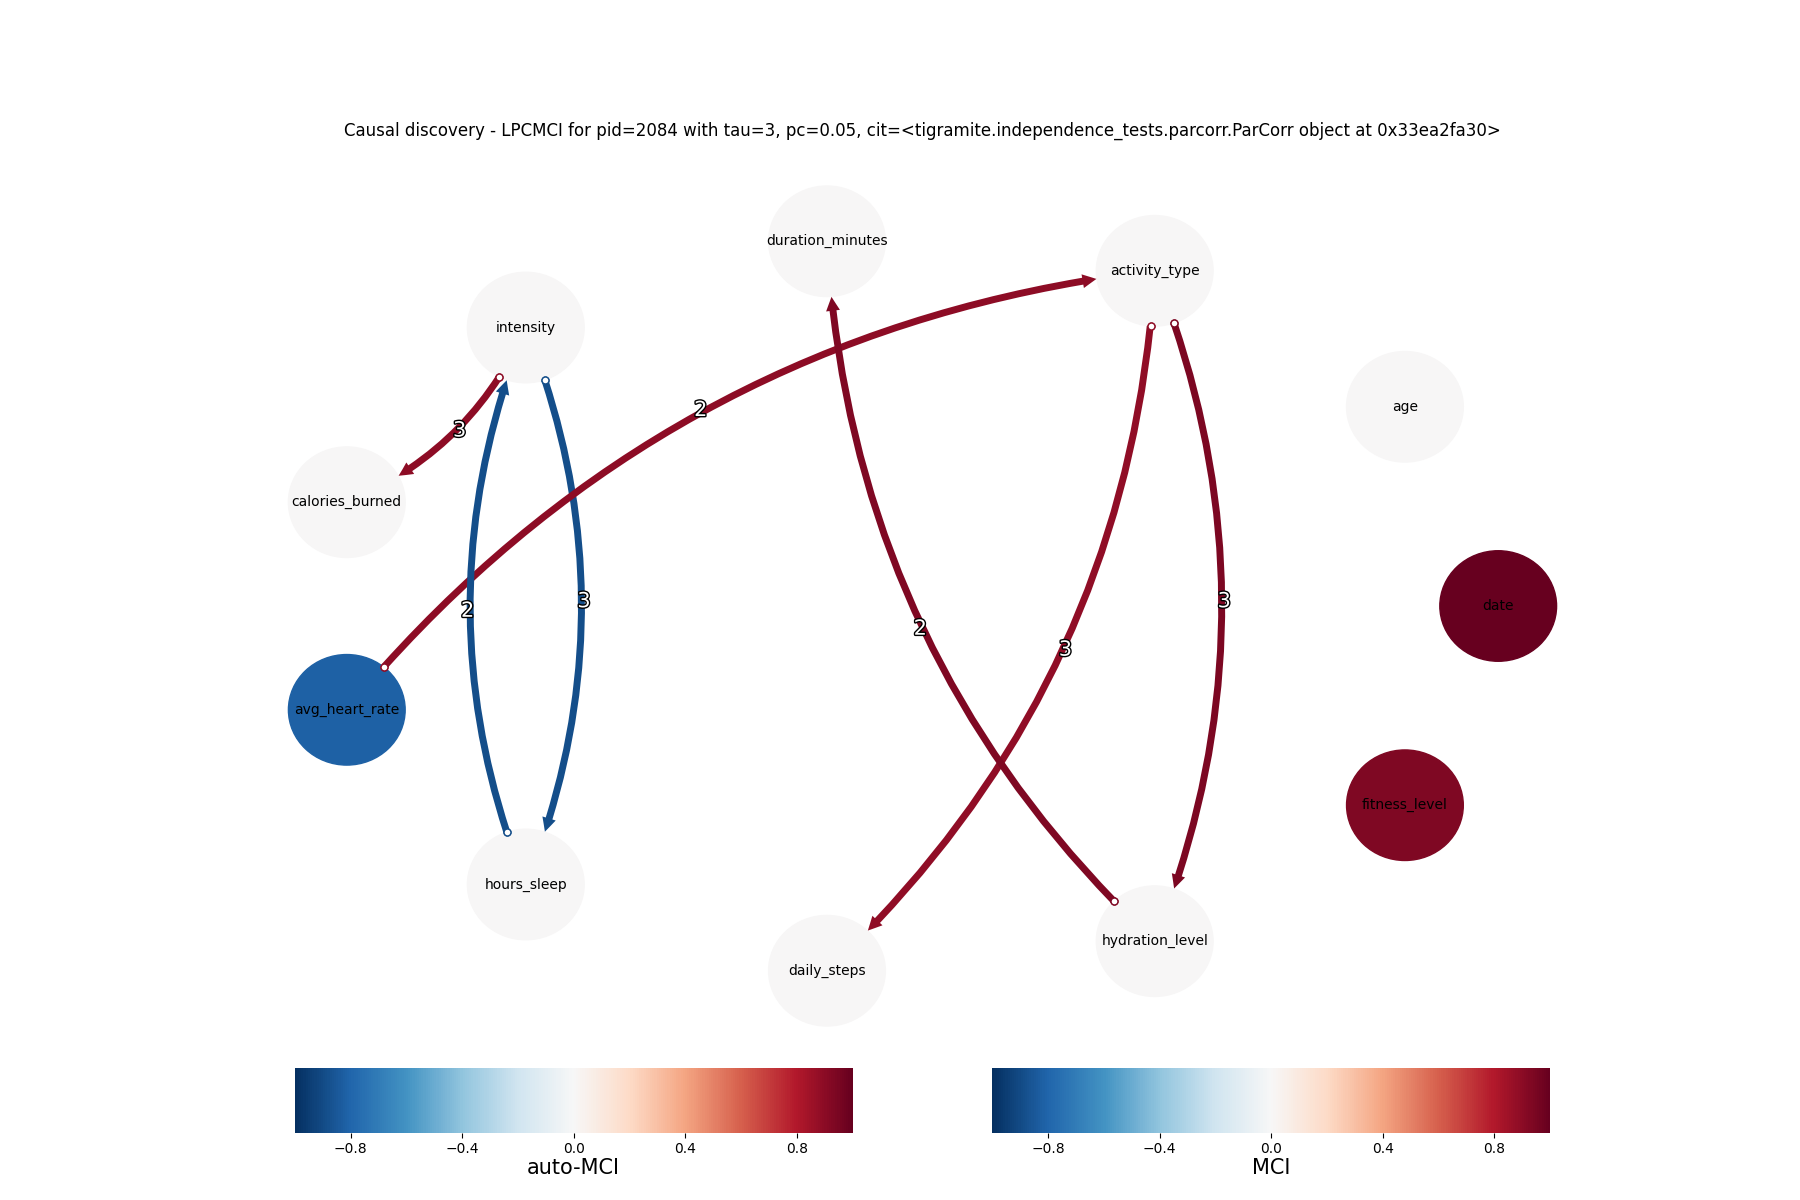 Causal discovery - LPCMCI for pid=2084 with tau=3, pc=0.05, cit=<tigramite.independence_tests.parcorr.ParCorr object at 0x33ea2fa30>
duration_minutes
activity_type
intensity
age
2
3
calories_burned
date
2
3
3
2
3
avg_heart_rate
fitness_level
hours_sleep
hydration_level
daily_steps
−0.8 −0.4 0.0 0.4 0.8
auto-MCI
−0.8 −0.4 0.0 0.4 0.8
MCI